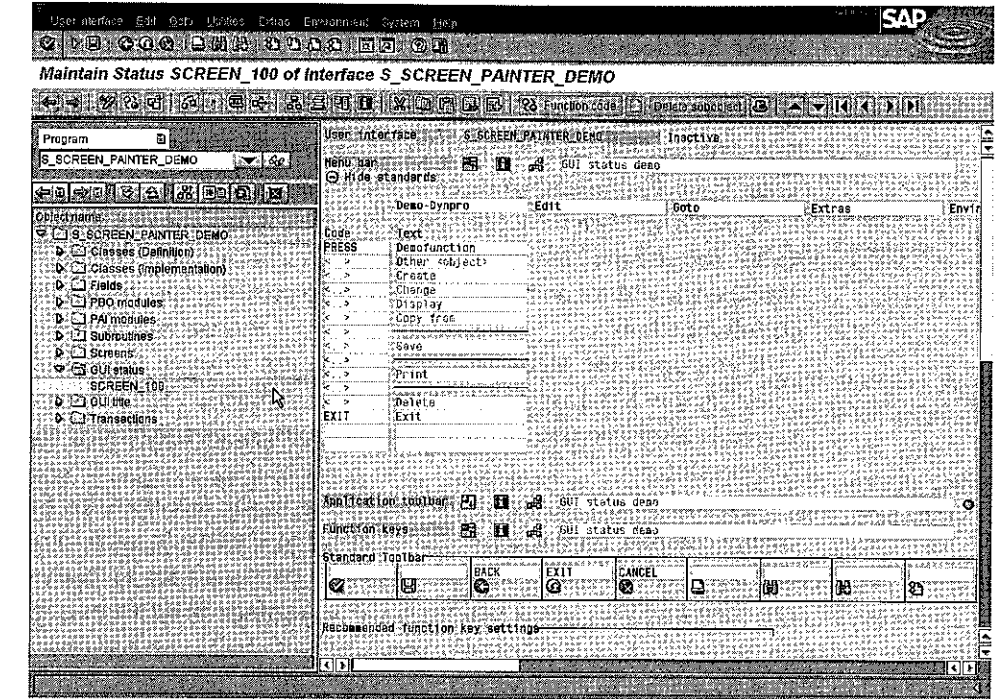 User interface Edit Goto Utilities Extras Environment System Help
SAP
Maintain Status SCREEN_100 of Interface S_SCREEN_PAINTER_DEMO
Function code Delete subobject
Program
S_SCREEN_PAINTER_DEMO
Object name
S_SCREEN_PAINTER_DEMO
Classes (Definition)
Classes (Implementation)
Fields
PBO modules
PAI modules
Subroutines
Screens
GUI status
SCREEN_100
GUI title
Transactions
User interface S_SCREEN_PAINTER_DEMO Inactive
Menu bar GUI status demo
Hide standards
Demo-Dynpro Edit Goto Extras Envir
Code Text
PRESS Demofunction
< > Other <object>
Create
< > Change
< > Display
< > Copy from
< > Save
< > Print
< > Delete
EXIT Exit
Application toolbar GUI status demo
Function keys GUI status demo
Standard Toolbar
BACK EXIT CANCEL
Recommended function key settings